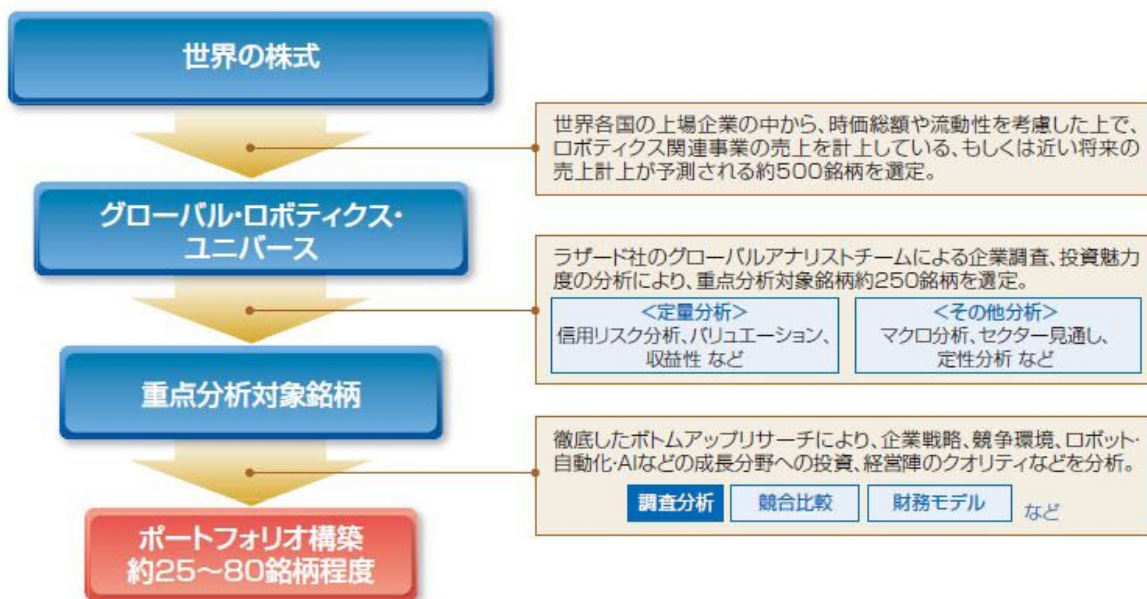 世界の株式
世界各国の上場企業の中から、時価総額や流動性を考慮した上で、
ロボティクス関連事業の売上を計上している、もしくは近い将来の
売上計上が予測される約500銘柄を選定。
グローバル・ロボティクス・
ユニバース
ラザード社のグローバルアナリストチームによる企業調査、投資魅力
度の分析により、重点分析対象銘柄約250銘柄を選定。
<定量分析>
信用リスク分析、バリュエーション、
収益性 など
<その他分析>
マクロ分析、セクター見通し、
定性分析 など
重点分析対象銘柄
徹底したボトムアップリサーチにより、企業戦略、競争環境、ロボット・
自動化・AIなどの成長分野への投資、経営陣のクオリティなどを分析。
調査分析
競合比較
財務モデル
など
ポートフォリオ構築
約25～80銘柄程度